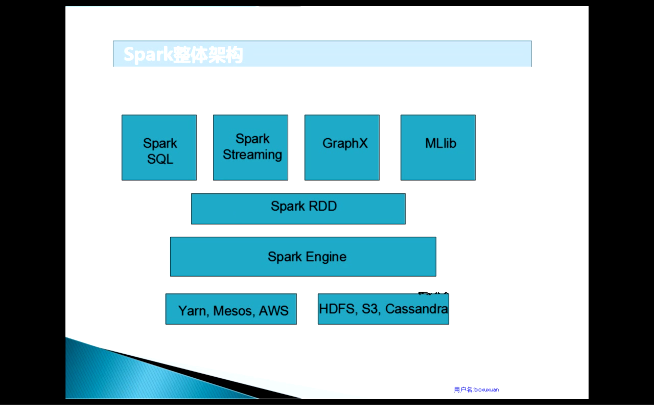 Spark整体架构
Spark
SQL
Spark
Streaming
GraphX
MLlib
Spark RDD
Spark Engine
Yarn, Mesos, AWS
HDFS, S3, Cassandra
用户名:boxuexuan